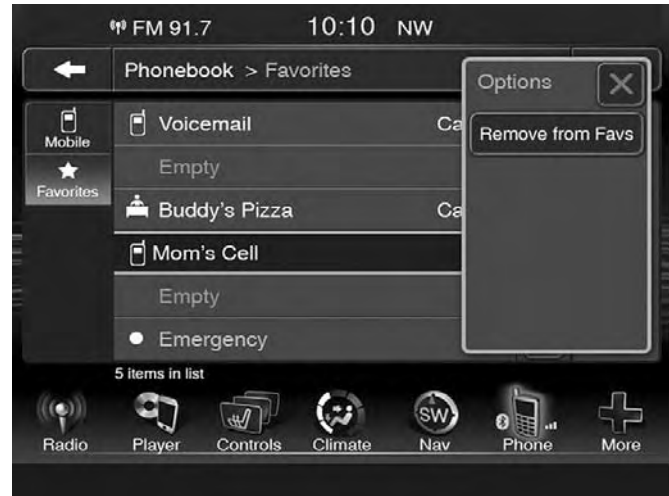 FM 91.7 10:10 NW
Phonebook > Favorites
Options
Mobile
Voicemail Ca
Remove from Favs
Empty
Favorites
Buddy's Pizza Ca
Mom's Cell
Empty
Emergency
5 items in list
SW
Radio Player Controls Climate Nav Phone More